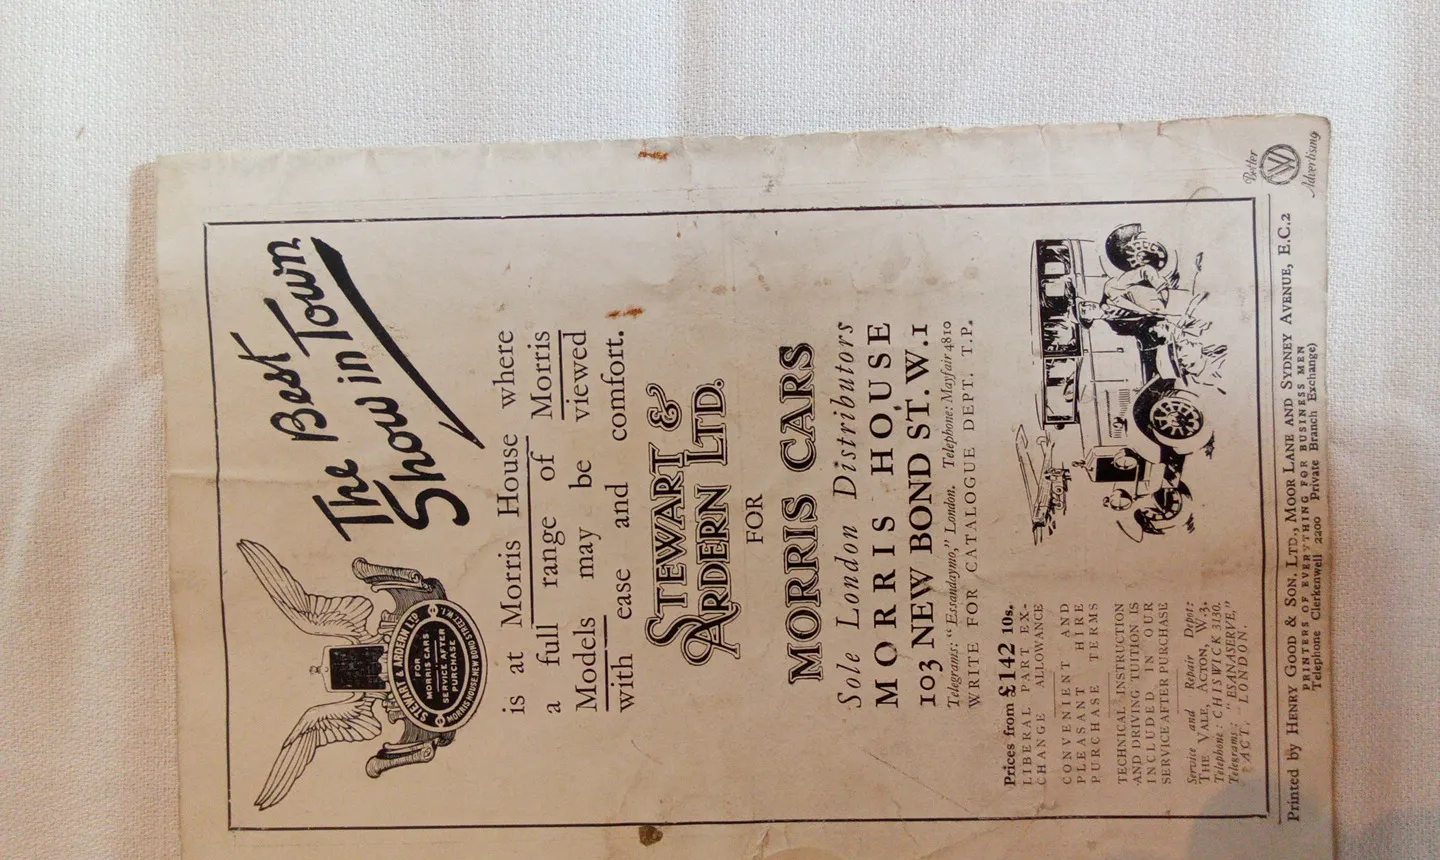 The Best
Show in Town
STEWART & ARDERN LTD
FOR
MORRIS CARS
SERVICE AFTER
PURCHASE
MORRIS HOUSE, NEW BOND STREET W.1.
is at Morris House where
a full range of Morris
Models may be viewed
with ease and comfort.
STEWART &
ARDERN LTD.
FOR
MORRIS CARS
Sole London Distributors
MORRIS HOUSE
103 NEW BOND ST. W.1
Telegrams: "Essandaymo," London. Telephone: Mayfair 4810
WRITE FOR CATALOGUE DEPT. T.P.
Prices from £142 10s.
LIBERAL PART EX-
CHANGE ALLOWANCE
CONVENIENT AND
PLEASANT HIRE
PURCHASE TERMS
TECHNICAL INSTRUCTION
AND DRIVING TUITION IS
INCLUDED IN OUR
SERVICE AFTER PURCHASE
Service and Repair Depot:
THE VALE, ACTON, W.3.
Telephone: CHISWICK 3130.
Telegrams: "ESANASERVE,"
ACT, LONDON.
Printed by HENRY GOOD & SON, LTD., MOOR LANE AND SYDNEY AVENUE, E.C.2
PRINTERS OF EVERYTHING FOR BUSINESS MEN
Telephone Clerkenwell 2200 Private Branch Exchange)
Better
W
Advertising